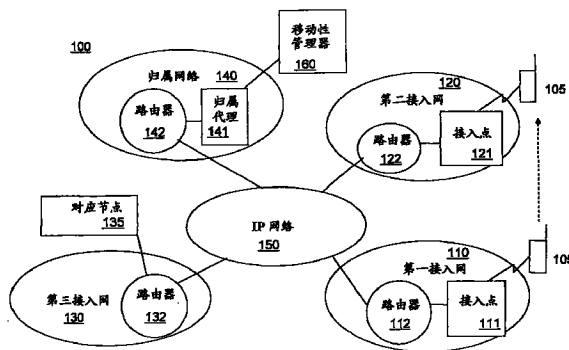 100
移动性
管理器
160
归属网络
140
路由器
142
归属
代理
141
120
第二接入网
路由器
122
接入点
121
105
对应节点
135
IP 网络
150
第三接入网
130
路由器
132
110
第一接入网
路由器
112
接入点
111
105